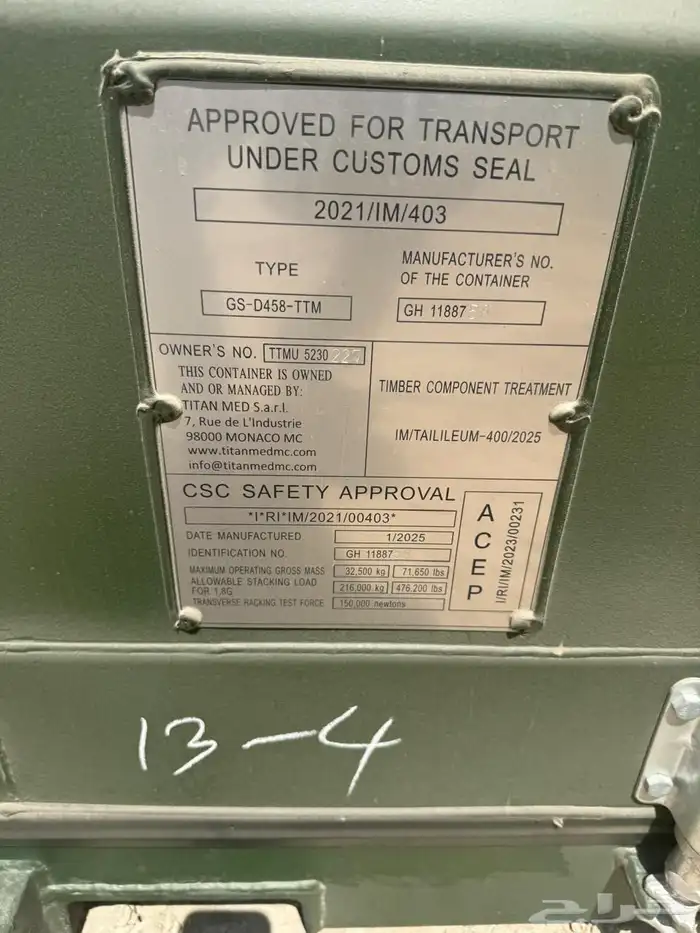 APPROVED FOR TRANSPORT
UNDER CUSTOMS SEAL
2021/IM/403
TYPE
GS-D458-TTM
MANUFACTURER'S NO.
OF THE CONTAINER
GH 11887
OWNER'S NO. TTMU 5230
THIS CONTAINER IS OWNED
AND OR MANAGED BY:
TITAN MED S.a.r.l.
7, Rue de L'Industrie
98000 MONACO MC
www.titanmedmc.com
info@titanmedmc.com
TIMBER COMPONENT TREATMENT
IM/TAILILEUM-400/2025
CSC SAFETY APPROVAL
*I*RI*IM/2021/00403*
DATE MANUFACTURED 1/2025
IDENTIFICATION NO. GH 11887
MAXIMUM OPERATING GROSS MASS 32,500 kg 71,650 lbs
ALLOWABLE STACKING LOAD
FOR 1.8G 216,000 kg 476,200 lbs
TRANSVERSE RACKING TEST FORCE 150,000 newtons
ACEP
I/RI/IM/2023/00231
13-4
حراج